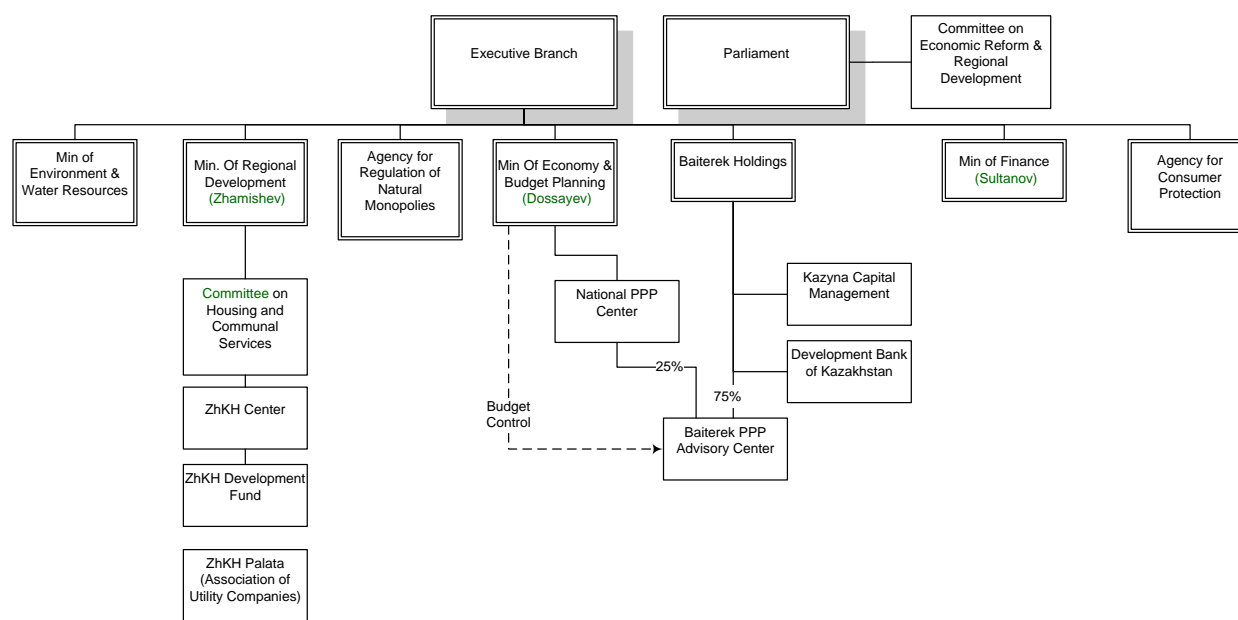 Executive Branch
Parliament
Committee on
Economic Reform &
Regional
Development
Min of
Environment &
Water Resources
Min. Of Regional
Development
(Zhamishev)
Agency for
Regulation of
Natural
Monopolies
Min Of Economy &
Budget Planning
(Dossayev)
Baiterek Holdings
Min of Finance
(Sultanov)
Agency for
Consumer
Protection
Committee on
Housing and
Communal
Services
National PPP
Center
Kazyna Capital
Management
Development Bank
of Kazakhstan
25%
75%
ZhKH Center
Budget
Control
Baiterek PPP
Advisory Center
ZhKH Development
Fund
ZhKH Palata
(Association of
Utility Companies)